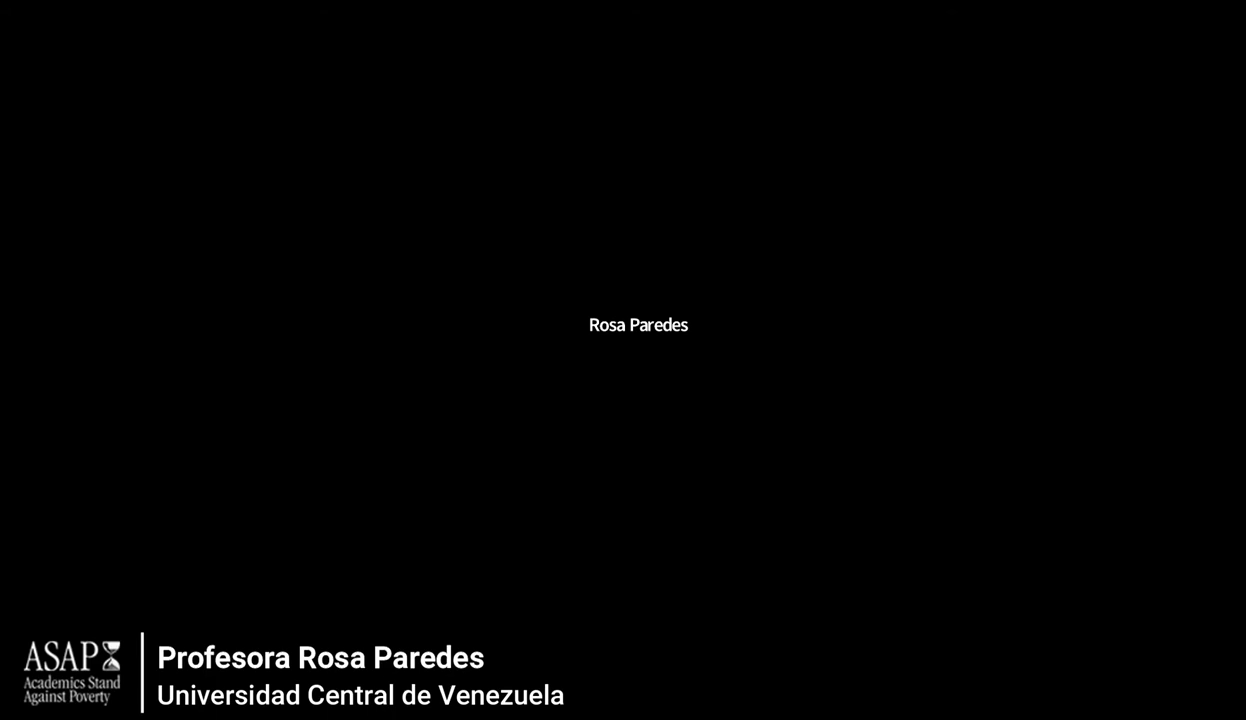 Rosa Paredes
ASAP
Academics Stand
Against Poverty
Profesora Rosa Paredes
Universidad Central de Venezuela